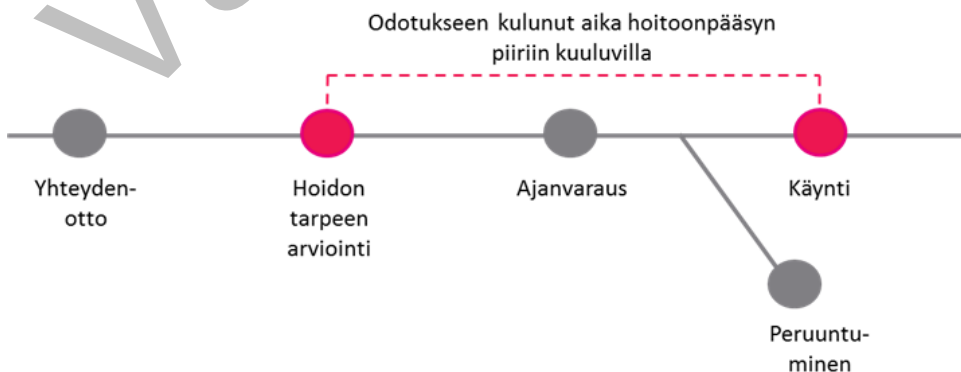 Odotukseen kulunut aika hoitoonpääsyn
piiriin kuuluvilla
Yhteyden-
otto
Hoidon
tarpeen
arviointi
Ajanvaraus
Käynti
Peruuntu-
minen